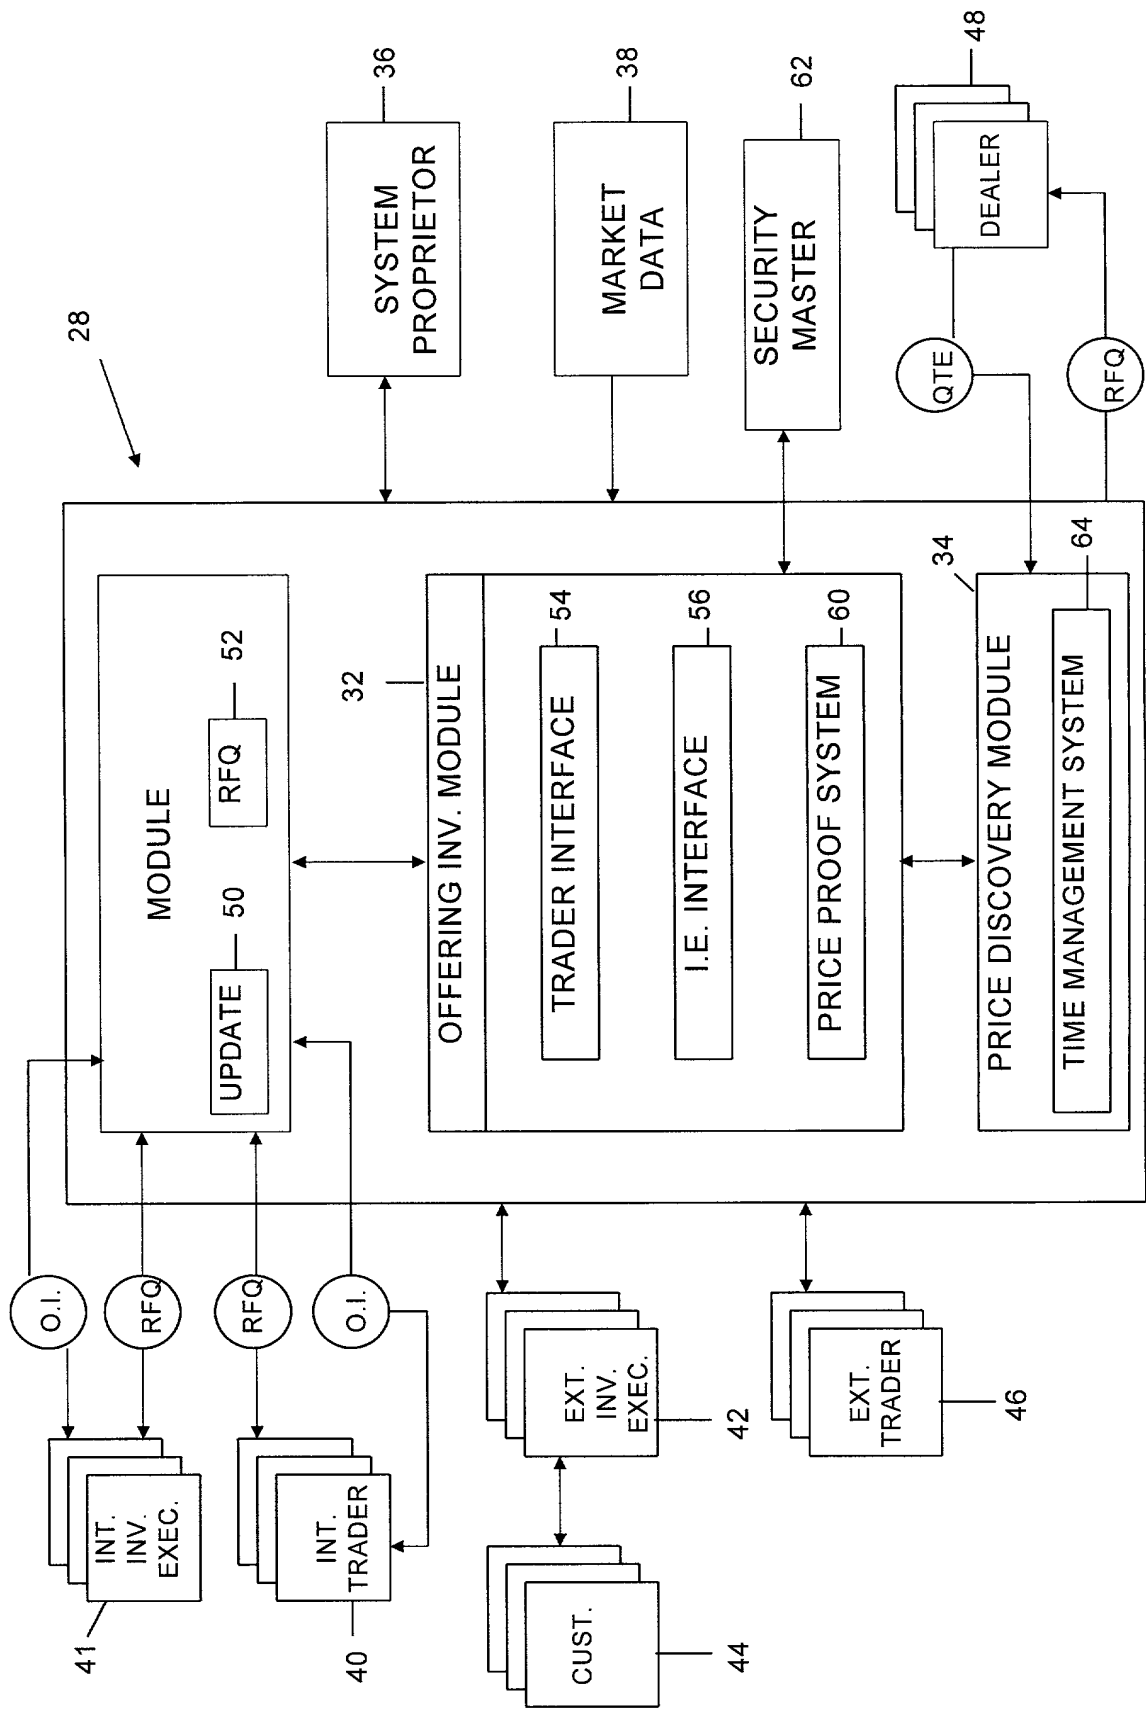 28
36
SYSTEM
PROPRIETOR
38
MARKET
DATA
62
SECURITY
MASTER
48
DEALER
QTE
RFQ
MODULE
UPDATE
50
RFQ
52
32
OFFERING INV. MODULE
TRADER INTERFACE
54
I.E. INTERFACE
56
PRICE PROOF SYSTEM
60
34
PRICE DISCOVERY MODULE
TIME MANAGEMENT SYSTEM
64
O.I.
RFQ
RFQ
O.I.
INT.
INV.
EXEC.
41
INT.
TRADER
40
EXT.
INV.
EXEC.
42
CUST.
44
EXT.
TRADER
46